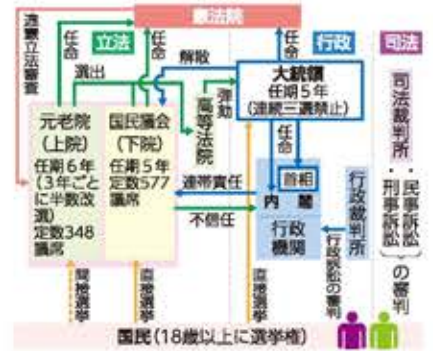 憲法院
違憲立法審査
任命
立法
任命
選出
解散
任命
行政
司法
弾劾
高等法院
大統領
任期5年
(連続三選禁止)
元老院
(上院)
任期6年
(3年ごと
に半数改
選)
定数348
議席
国民議会
(下院)
任期5年
定数577
議席
任命
首相
内閣
行政
機関
連帯責任
不信任
行政裁判所
行政訴訟の審判
司法裁判所
・民事訴訟
・刑事訴訟
の審判
間接選挙
直接選挙
直接選挙
国民(18歳以上に選挙権)